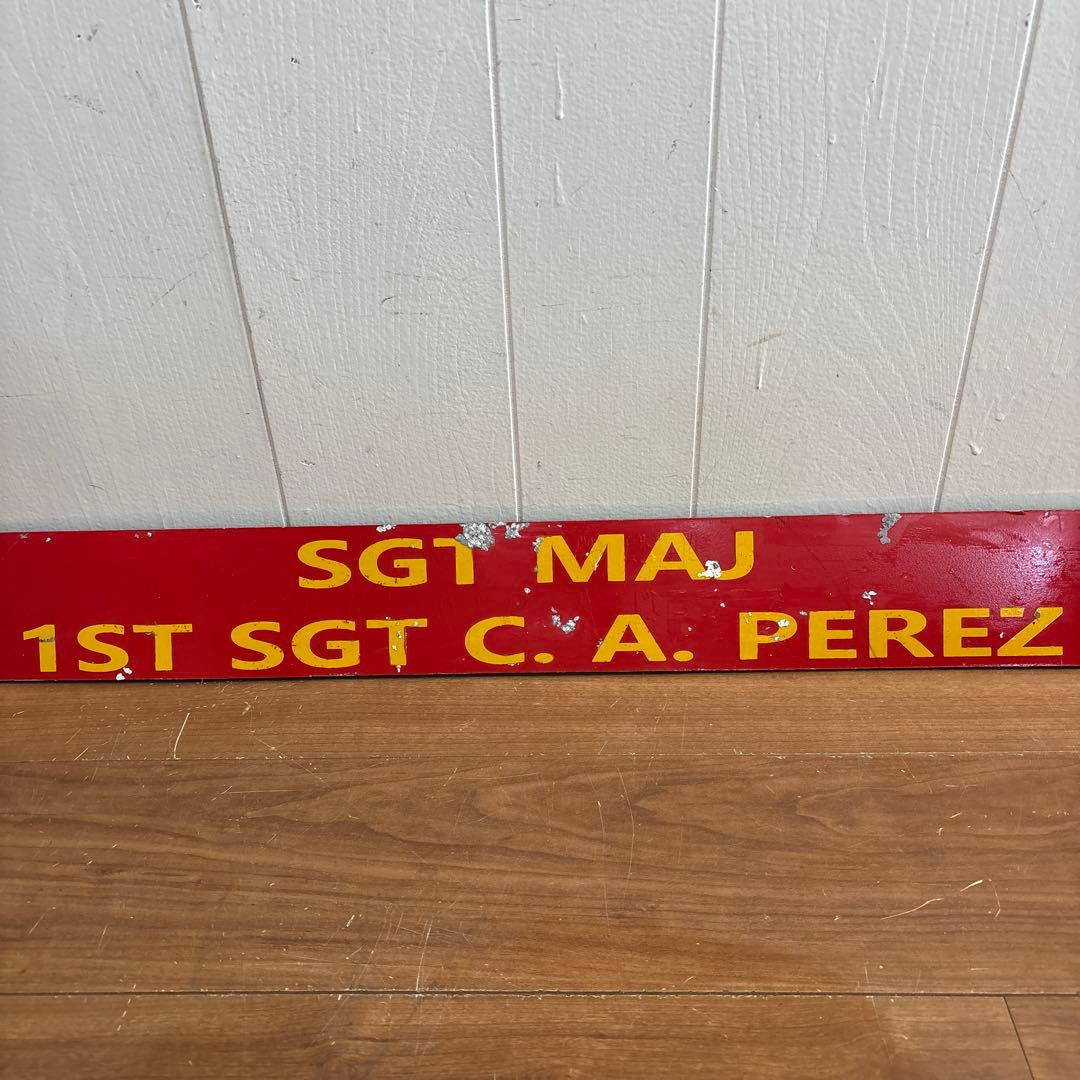 SGT MAJ
1ST SGT C. A. PEREZ